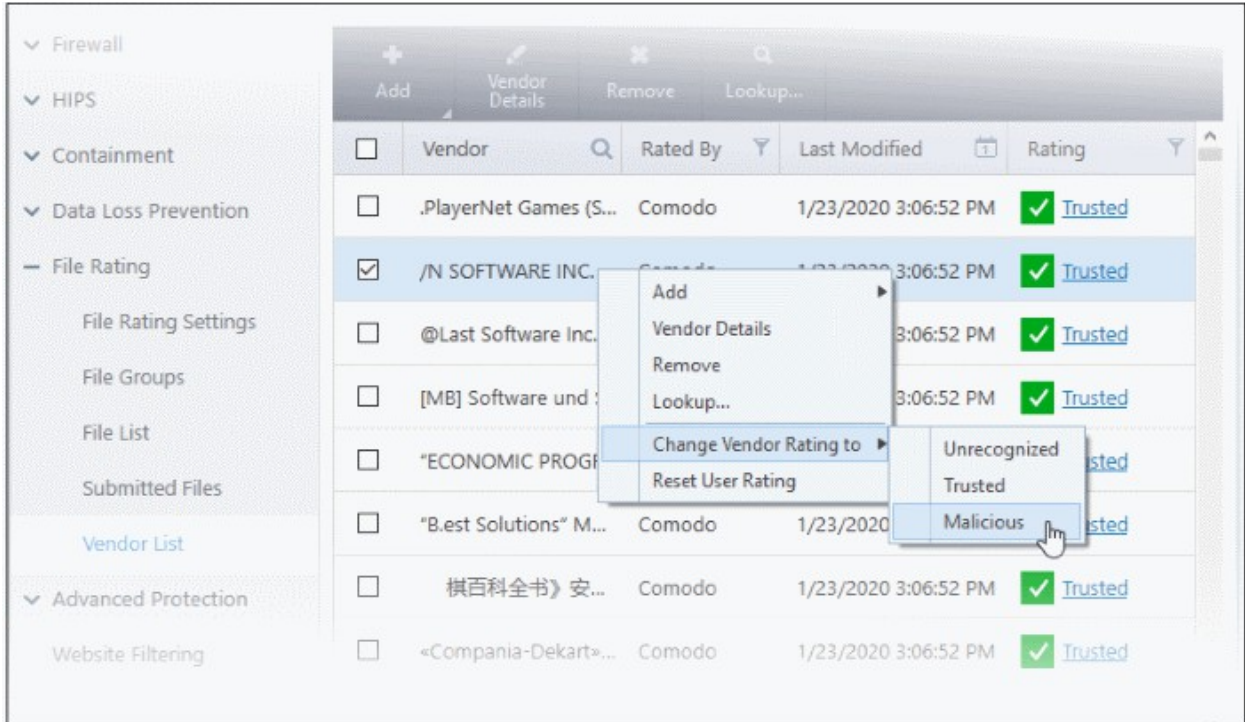 Firewall
HIPS
Containment
Data Loss Prevention
File Rating
File Rating Settings
File Groups
File List
Submitted Files
Vendor List
Advanced Protection
Website Filtering
Add Vendor Details Remove Lookup...
Vendor Rated By Last Modified 1 Rating
.PlayerNet Games (S... Comodo 1/23/2020 3:06:52 PM Trusted
/N SOFTWARE INC. 3:06:52 PM Trusted
@Last Software Inc. 3:06:52 PM Trusted
[MB] Software und 3:06:52 PM Trusted
"ECONOMIC
"B.est Solutions" M... Comodo 1/23/2020
棋百科全书》安... Comodo 1/23/2020 3:06:52 PM Trusted
«Compania-Dekart»... Comodo 1/23/2020 3:06:52 PM Trusted
Add
Vendor Details
Remove
Lookup...
Change Vendor Rating to
Reset User Rating
Unrecognized
Trusted
Malicious